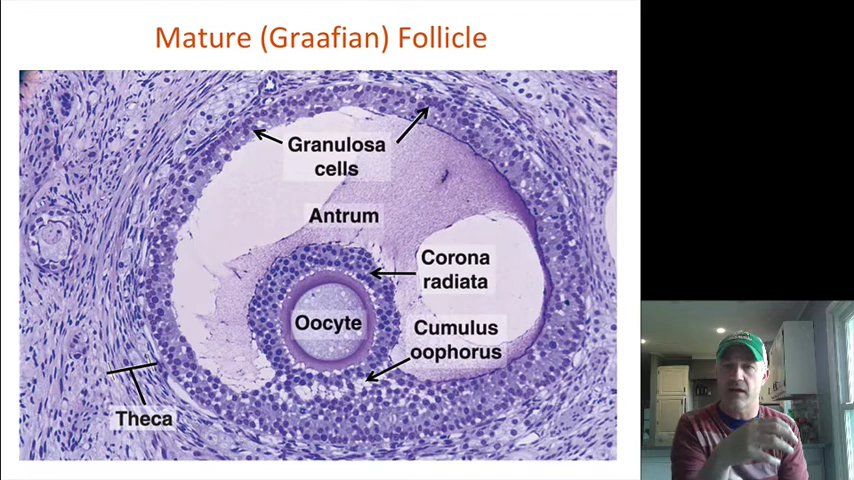 Mature (Graafian) Follicle
Granulosa
cells
Antrum
Corona
radiata
Oocyte
Cumulus
oophorus
Theca